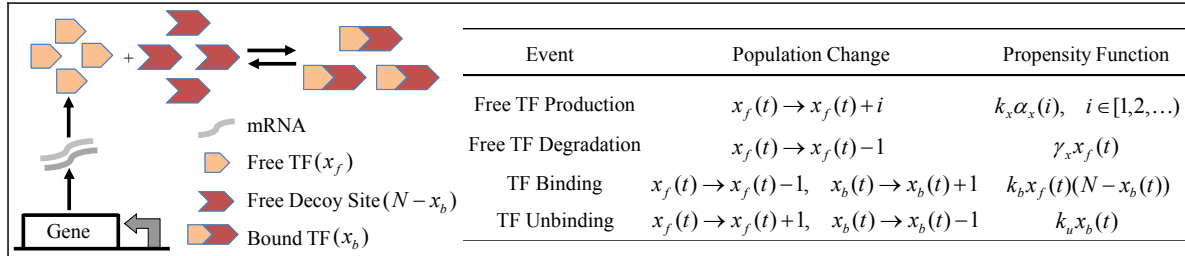 +
mRNA
Free TF(x_f)
Free Decoy Site(N − x_b)
Gene
Bound TF(x_b)
Event Population Change Propensity Function
Free TF Production x_f(t) → x_f(t) + i k_x α_x(i), i ∈ [1,2,…)
Free TF Degradation x_f(t) → x_f(t) − 1 γ_x x_f(t)
TF Binding x_f(t) → x_f(t) − 1, x_b(t) → x_b(t) + 1 k_b x_f(t)(N − x_b(t))
TF Unbinding x_f(t) → x_f(t) + 1, x_b(t) → x_b(t) − 1 k_u x_b(t)